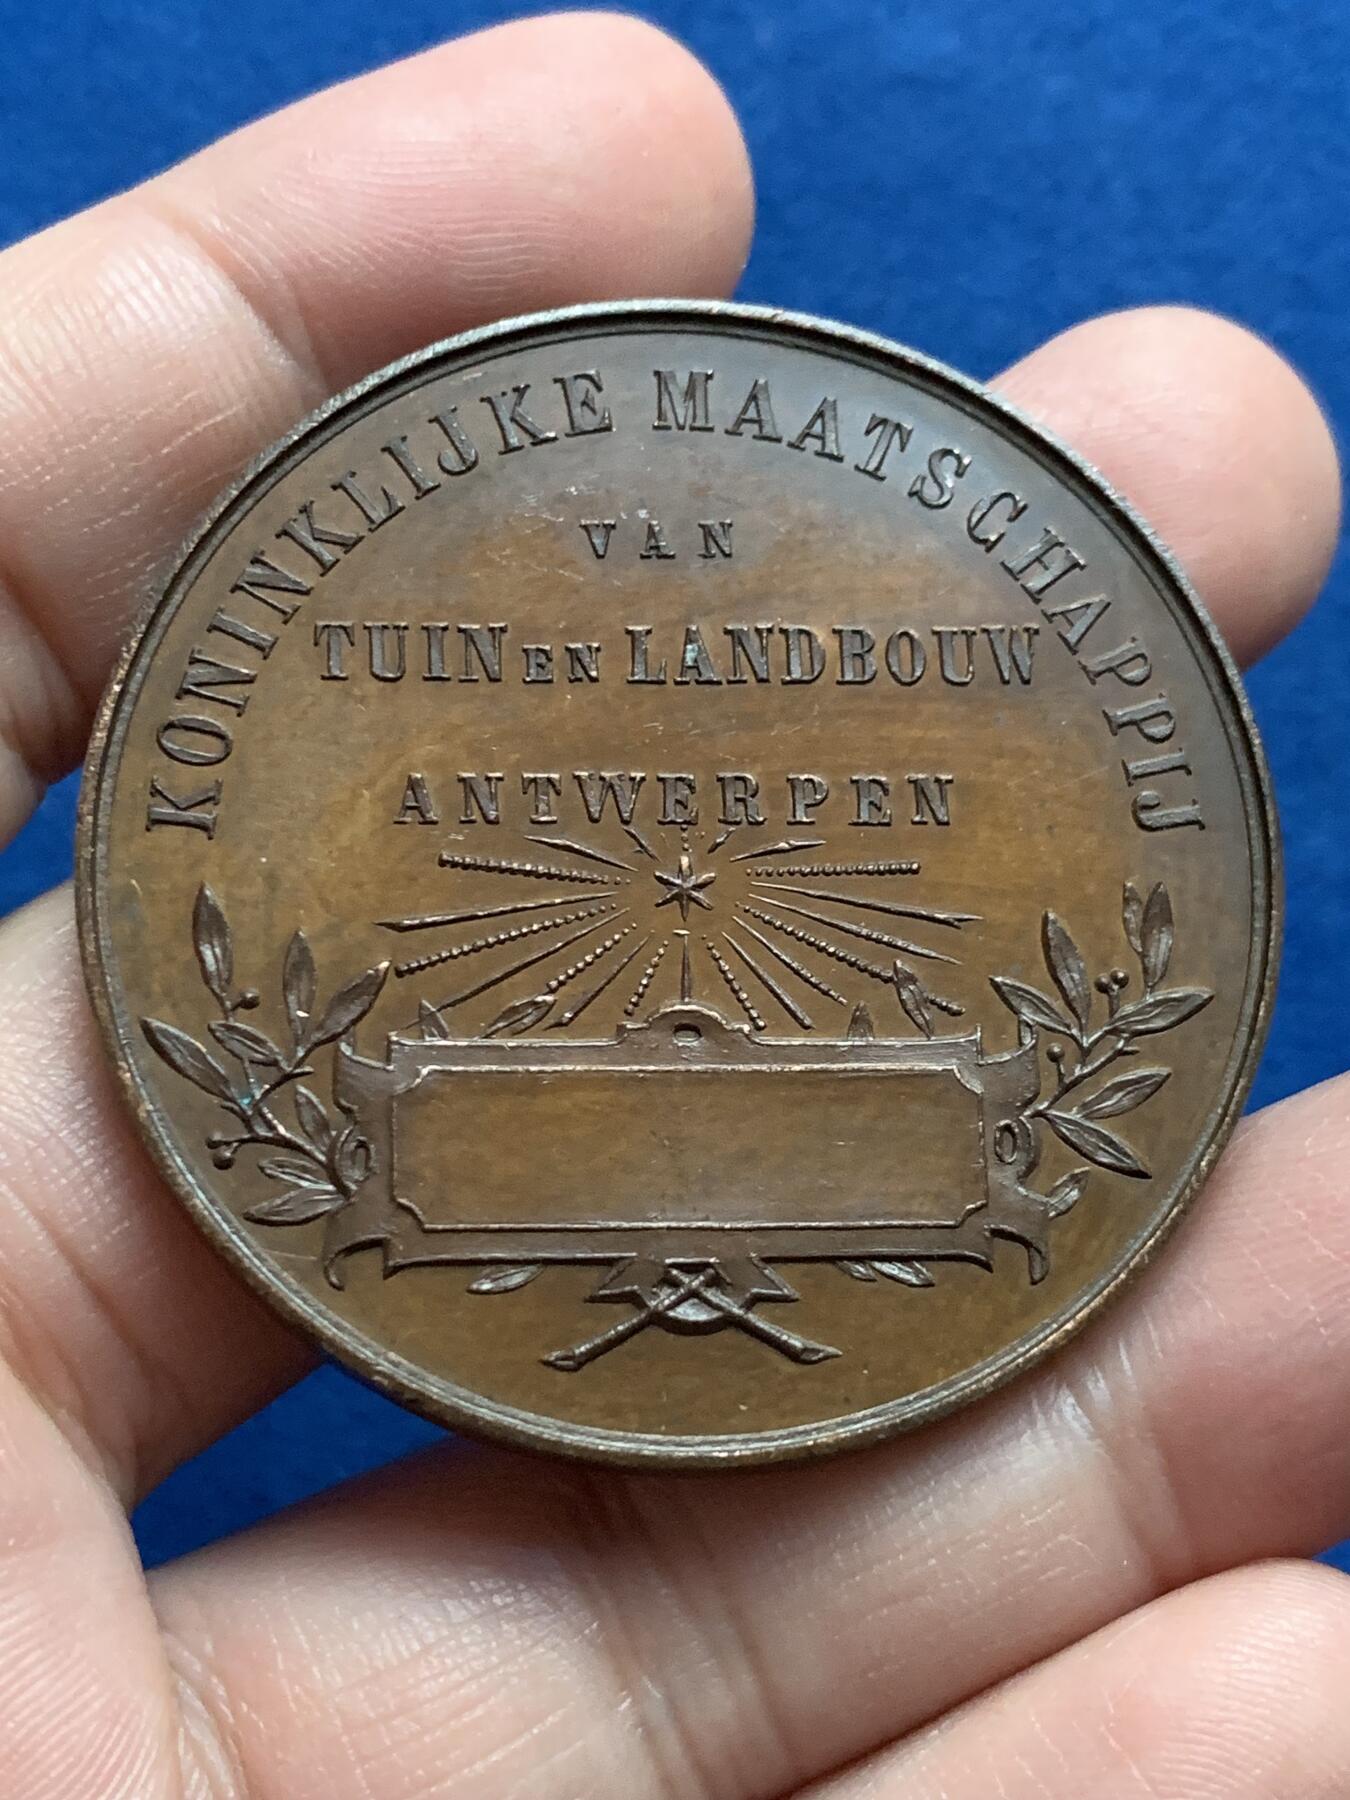 KONINKLIJKE MAATSCHAPPIJ
VAN
TUIN EN LANDBOUW
ANTWERPEN